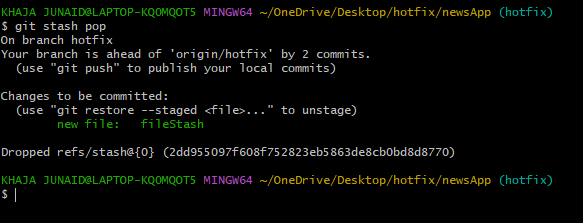 KHAJA JUNAID@LAPTOP-KQ0MQOT5 MINGW64 ~/OneDrive/Desktop/hotfix/newsApp (hotfix)
$ git stash pop
On branch hotfix
Your branch is ahead of 'origin/hotfix' by 2 commits.
  (use "git push" to publish your local commits)

Changes to be committed:
  (use "git restore --staged <file>..." to unstage)
        new file:   fileStash

Dropped refs/stash@{0} (2dd955097f608f752823eb5863de8cb0bd8d8770)

KHAJA JUNAID@LAPTOP-KQ0MQOT5 MINGW64 ~/OneDrive/Desktop/hotfix/newsApp (hotfix)
$